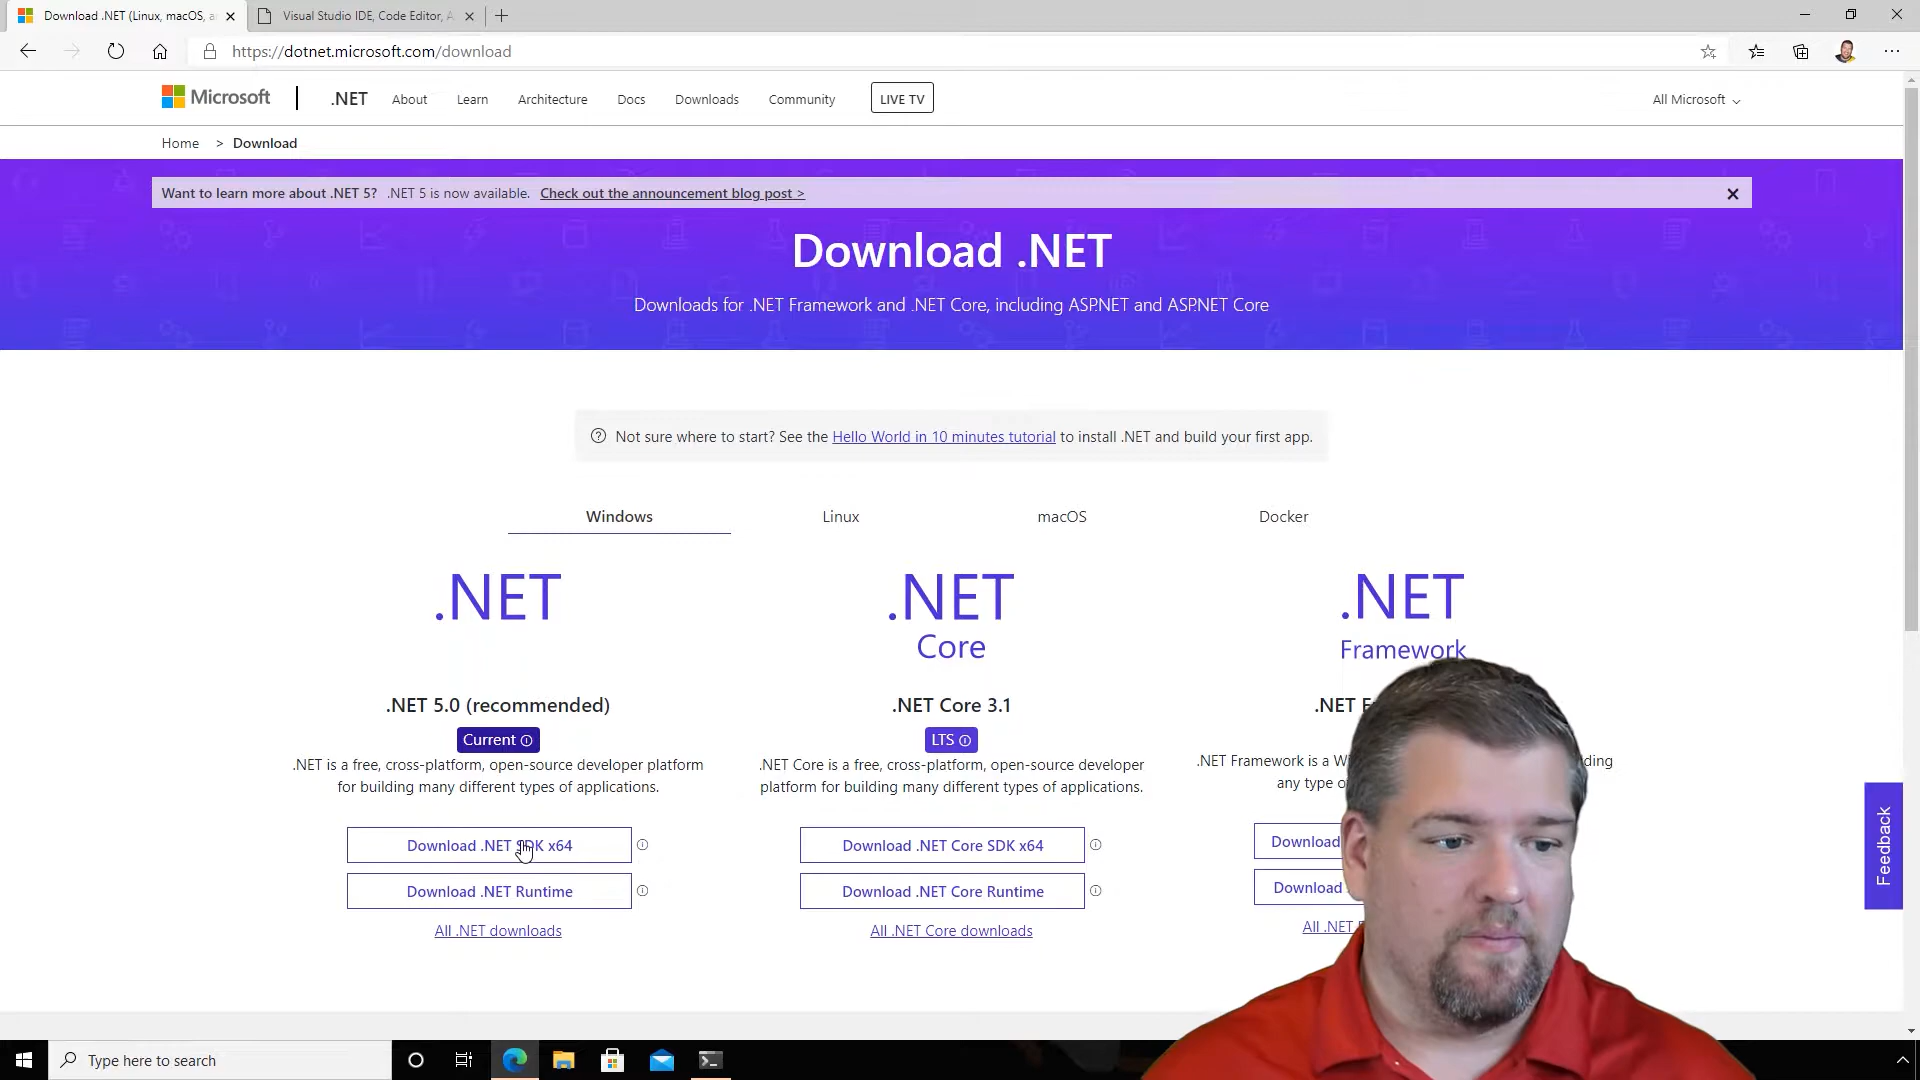 Download .NET (Linux, macOS, a
Visual Studio IDE, Code Editor, A
https://dotnet.microsoft.com/download
Microsoft
.NET
About
Learn
Architecture
Docs
Downloads
Community
LIVE TV
All Microsoft
Home > Download
Want to learn more about .NET 5? .NET 5 is now available. Check out the announcement blog post >
Download .NET
Downloads for .NET Framework and .NET Core, including ASP.NET and ASP.NET Core
Not sure where to start? See the Hello World in 10 minutes tutorial to install .NET and build your first app.
Windows
Linux
macOS
Docker
.NET
.NET 5.0 (recommended)
Current
.NET is a free, cross-platform, open-source developer platform
for building many different types of applications.
Download .NET SDK x64
Download .NET Runtime
All .NET downloads
.NET
Core
.NET Core 3.1
LTS
.NET Core is a free, cross-platform, open-source developer
platform for building many different types of applications.
Download .NET Core SDK x64
Download .NET Core Runtime
All .NET Core downloads
.NET
Framework
.NET
.NET Framework is a
any type
Download
Download
All .NET
Feedback
Type here to search